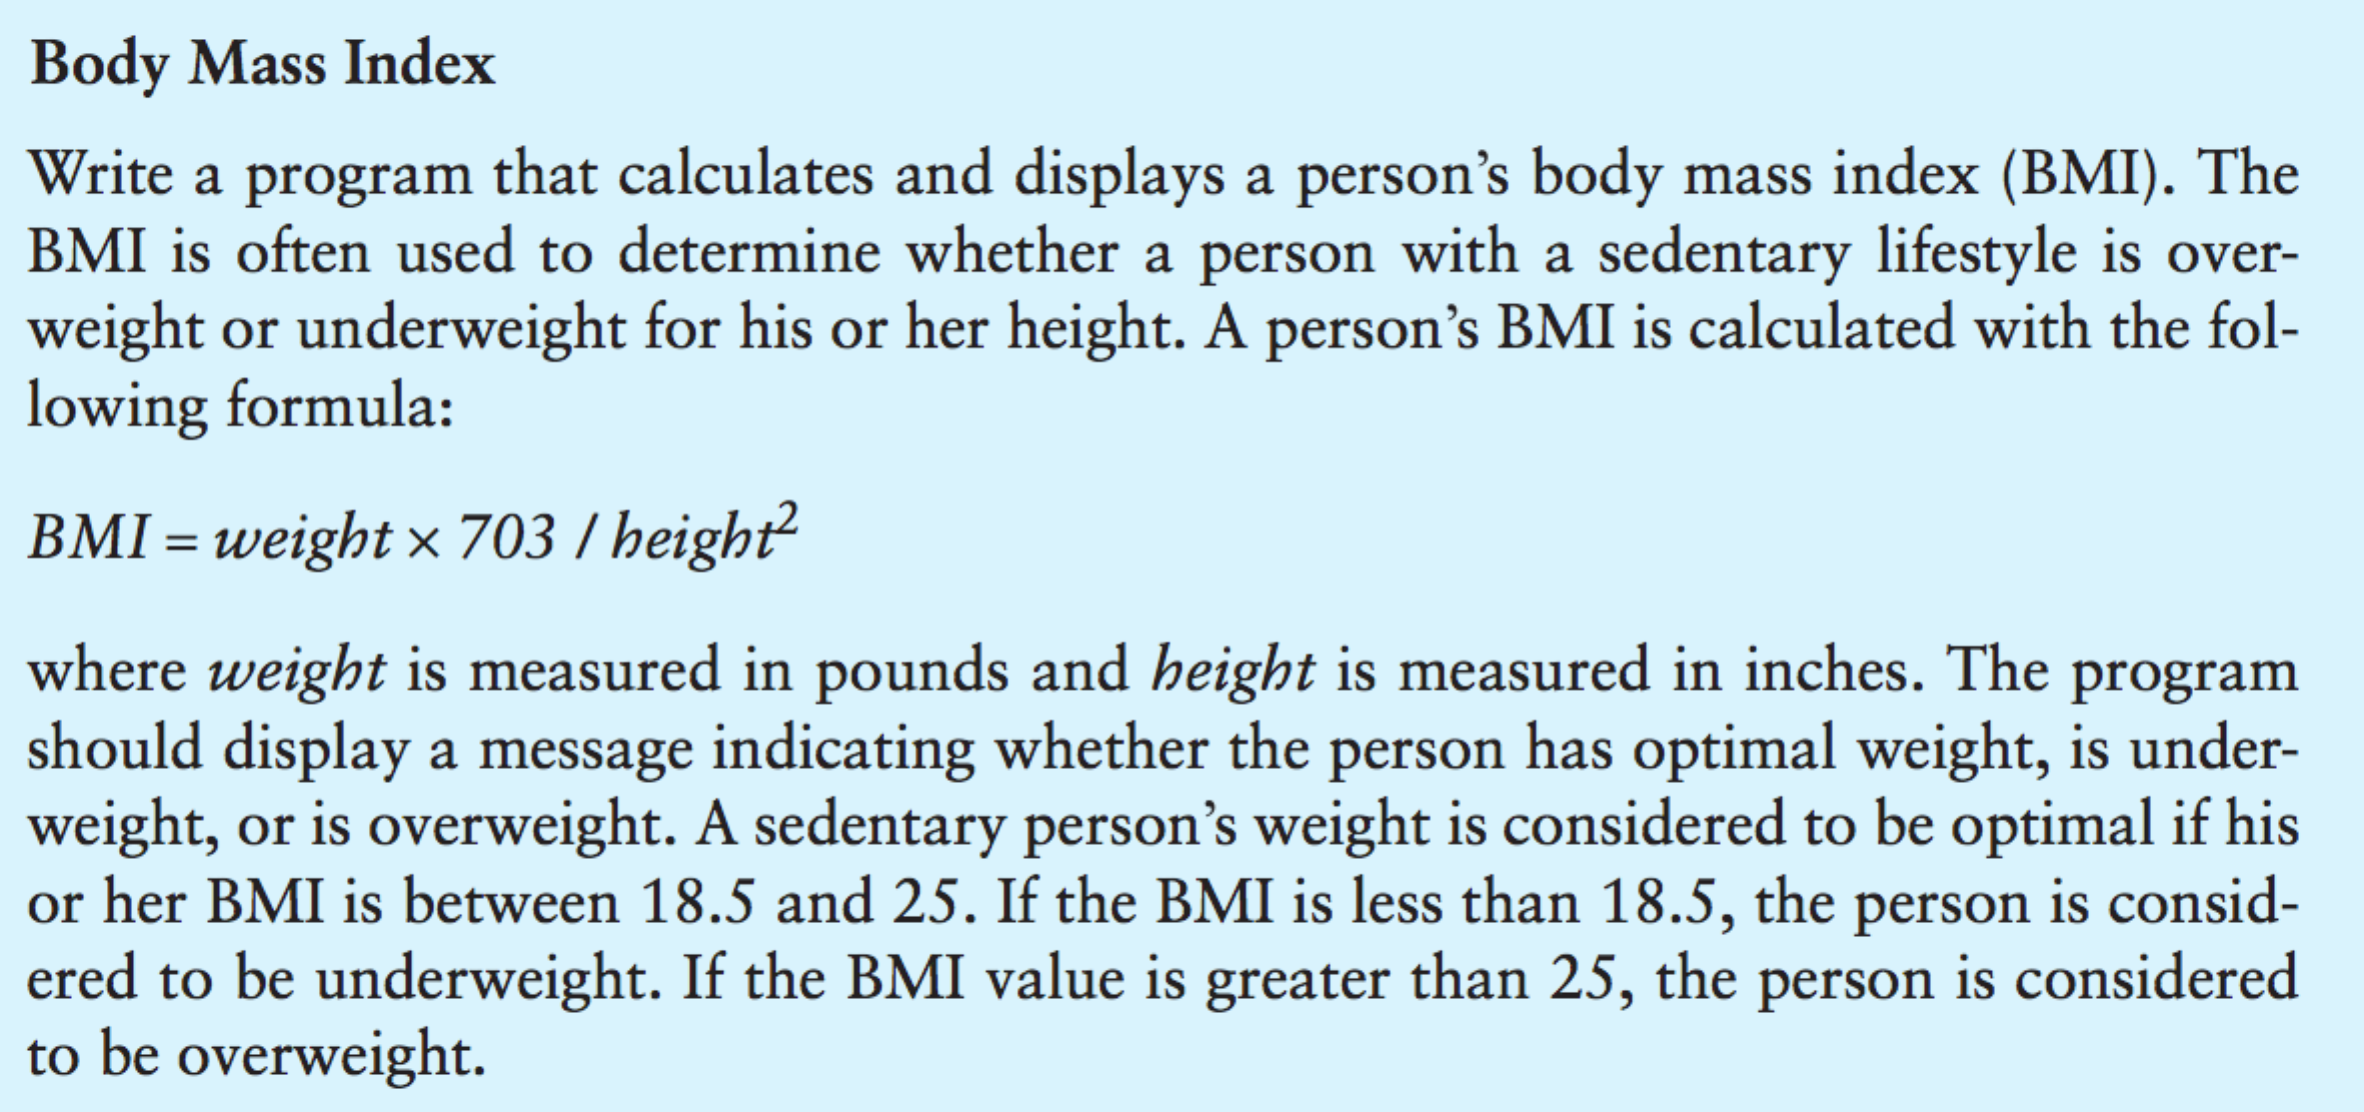 Body Mass Index
Write a program that calculates and displays a person’s body mass index (BMI). The
BMI is often used to determine whether a person with a sedentary lifestyle is over-
weight or underweight for his or her height. A person’s BMI is calculated with the fol-
lowing formula:
BMI = weight × 703 / height²
where weight is measured in pounds and height is measured in inches. The program
should display a message indicating whether the person has optimal weight, is under-
weight, or is overweight. A sedentary person’s weight is considered to be optimal if his
or her BMI is between 18.5 and 25. If the BMI is less than 18.5, the person is consid-
ered to be underweight. If the BMI value is greater than 25, the person is considered
to be overweight.